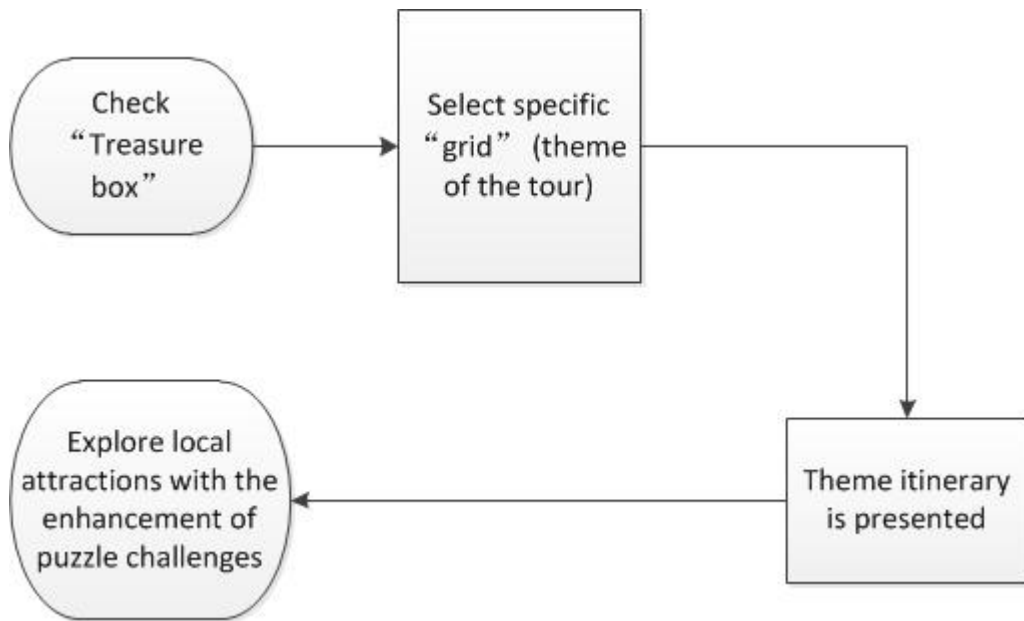 Check
“Treasure
box”
Select specific
“grid” (theme
of the tour)
Theme itinerary
is presented
Explore local
attractions with the
enhancement of
puzzle challenges